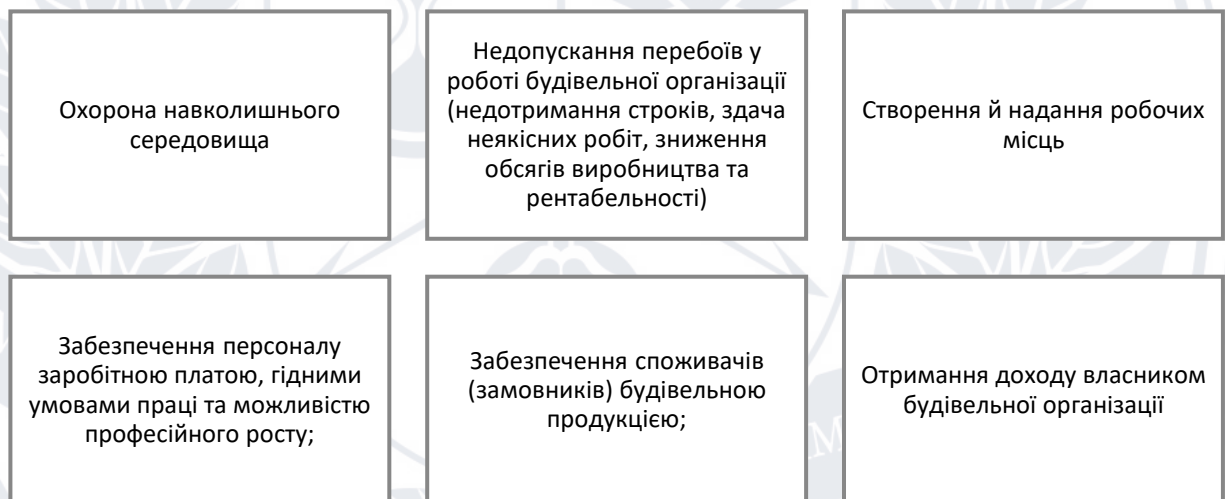 Охорона навколишнього
середовища
Недопускання перебоїв у
роботі будівельної організації
(недотримання строків, здача
неякісних робіт, зниження
обсягів виробництва та
рентабельності)
Створення й надання робочих
місць
Забезпечення персоналу
заробітною платою, гідними
умовами праці та можливістю
професійного росту;
Забезпечення споживачів
(замовників) будівельною
продукцією;
Отримання доходу власником
будівельної організації